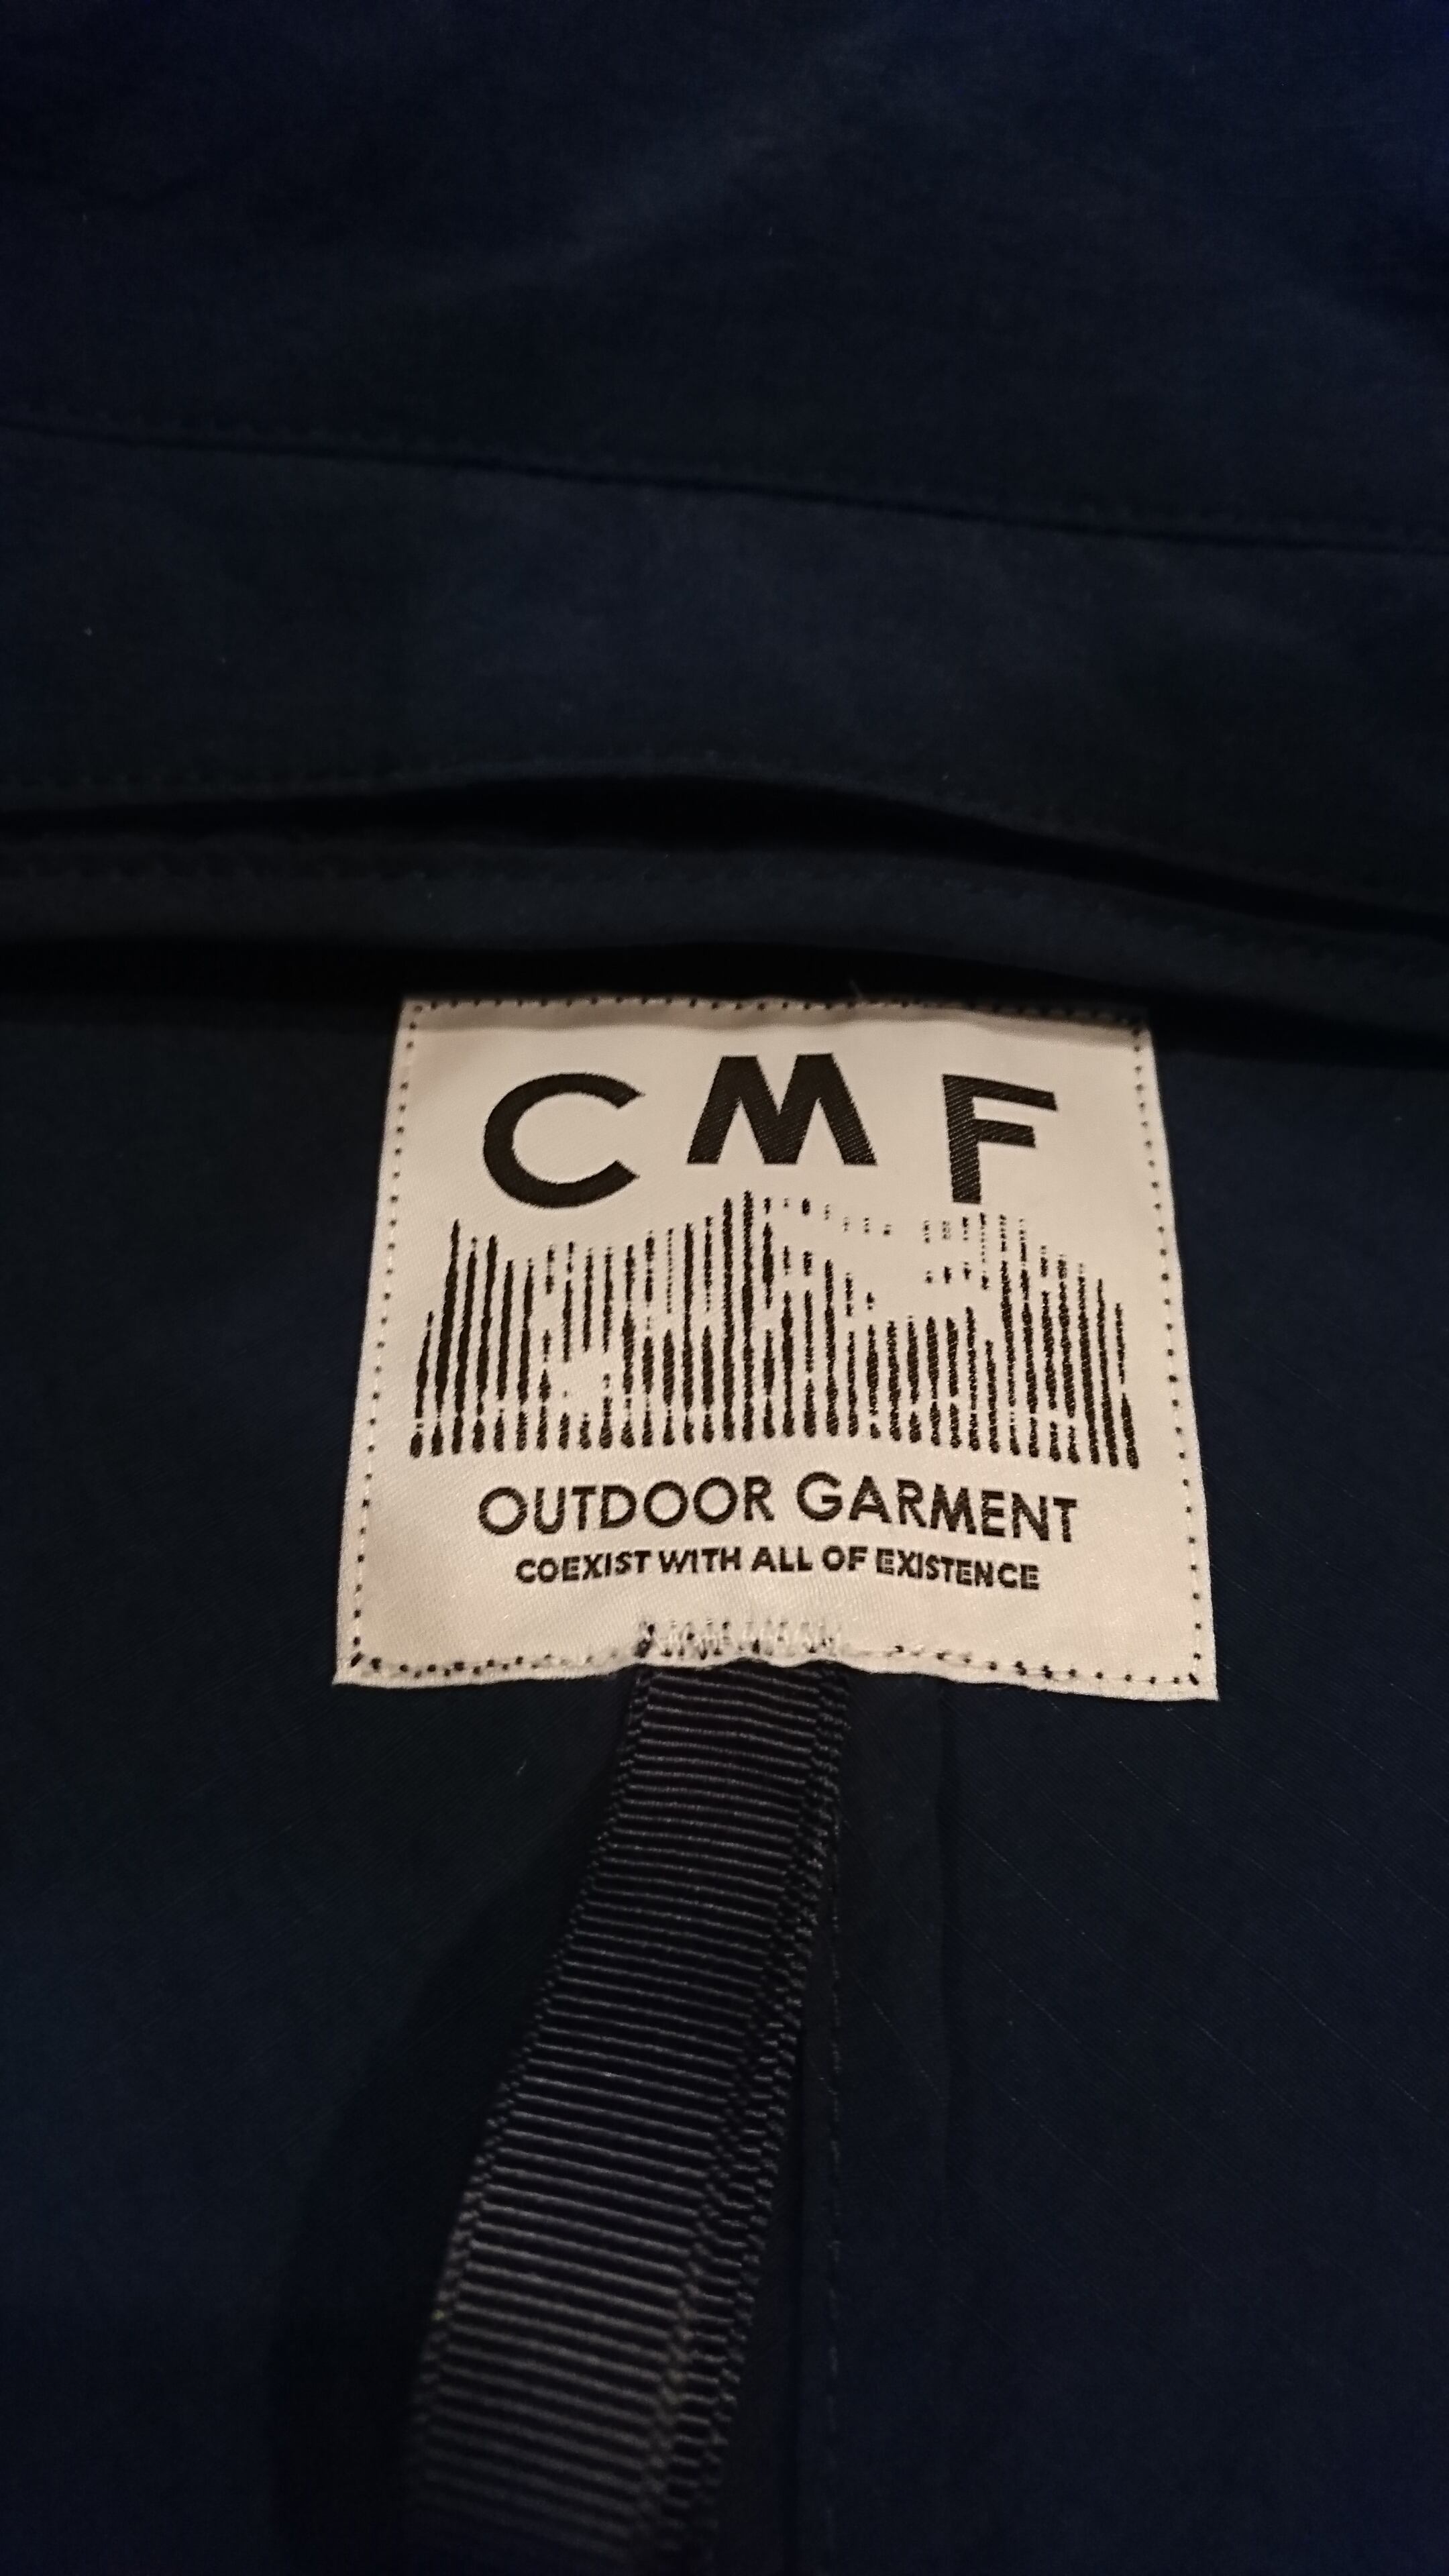 CMF
OUTDOOR GARMENT
COEXIST WITH ALL OF EXISTENCE